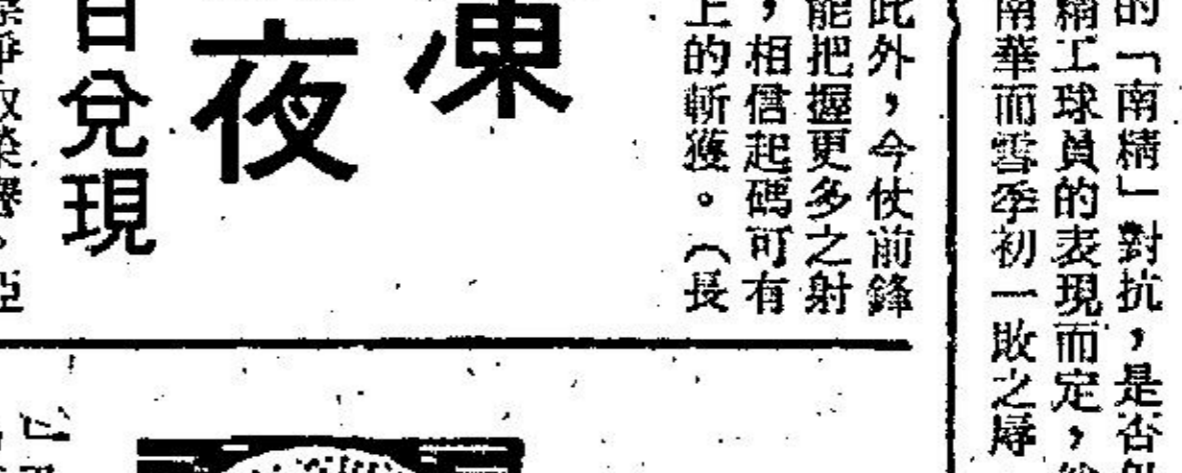 的「南精」對抗，是否
精工球員的表現而定，
南華而雪季初一敗之辱
此外，今仗前鋒
能把握更多之射
，相信起碼可有
上的斬獲。（長
凍
夜
日兌現